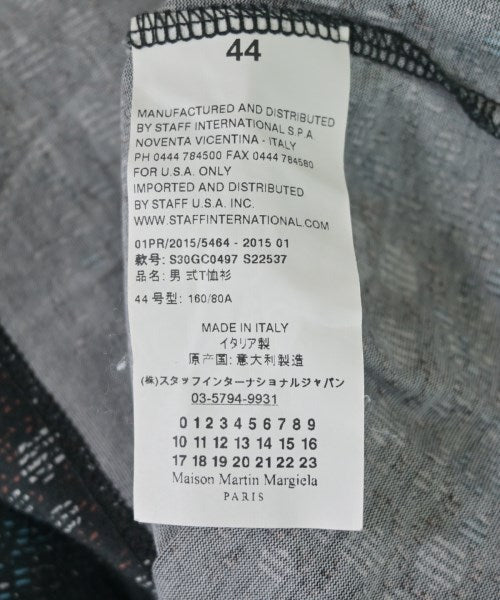 44
MANUFACTURED AND DISTRIBUTED
BY STAFF INTERNATIONAL S.P.A.
NOVENTA VICENTINA - ITALY
PH 0444 784500 FAX 0444 784580
FOR U.S.A. ONLY
IMPORTED AND DISTRIBUTED
BY STAFF U.S.A. INC.
WWW.STAFFINTERNATIONAL.COM
01PR/2015/5464 - 2015 01
款号: S30GC0497 S22537
品名: 男 式T恤衫
44 号型: 160/80A
MADE IN ITALY
イタリア製
原产国: 意大利製造
(株)スタッフインターナショナルジャパン
03-5794-9931
0 1 2 3 4 5 6 7 8 9
10 11 12 13 14 15 16
17 18 19 20 21 22 23
Maison Martin Margiela
PARIS